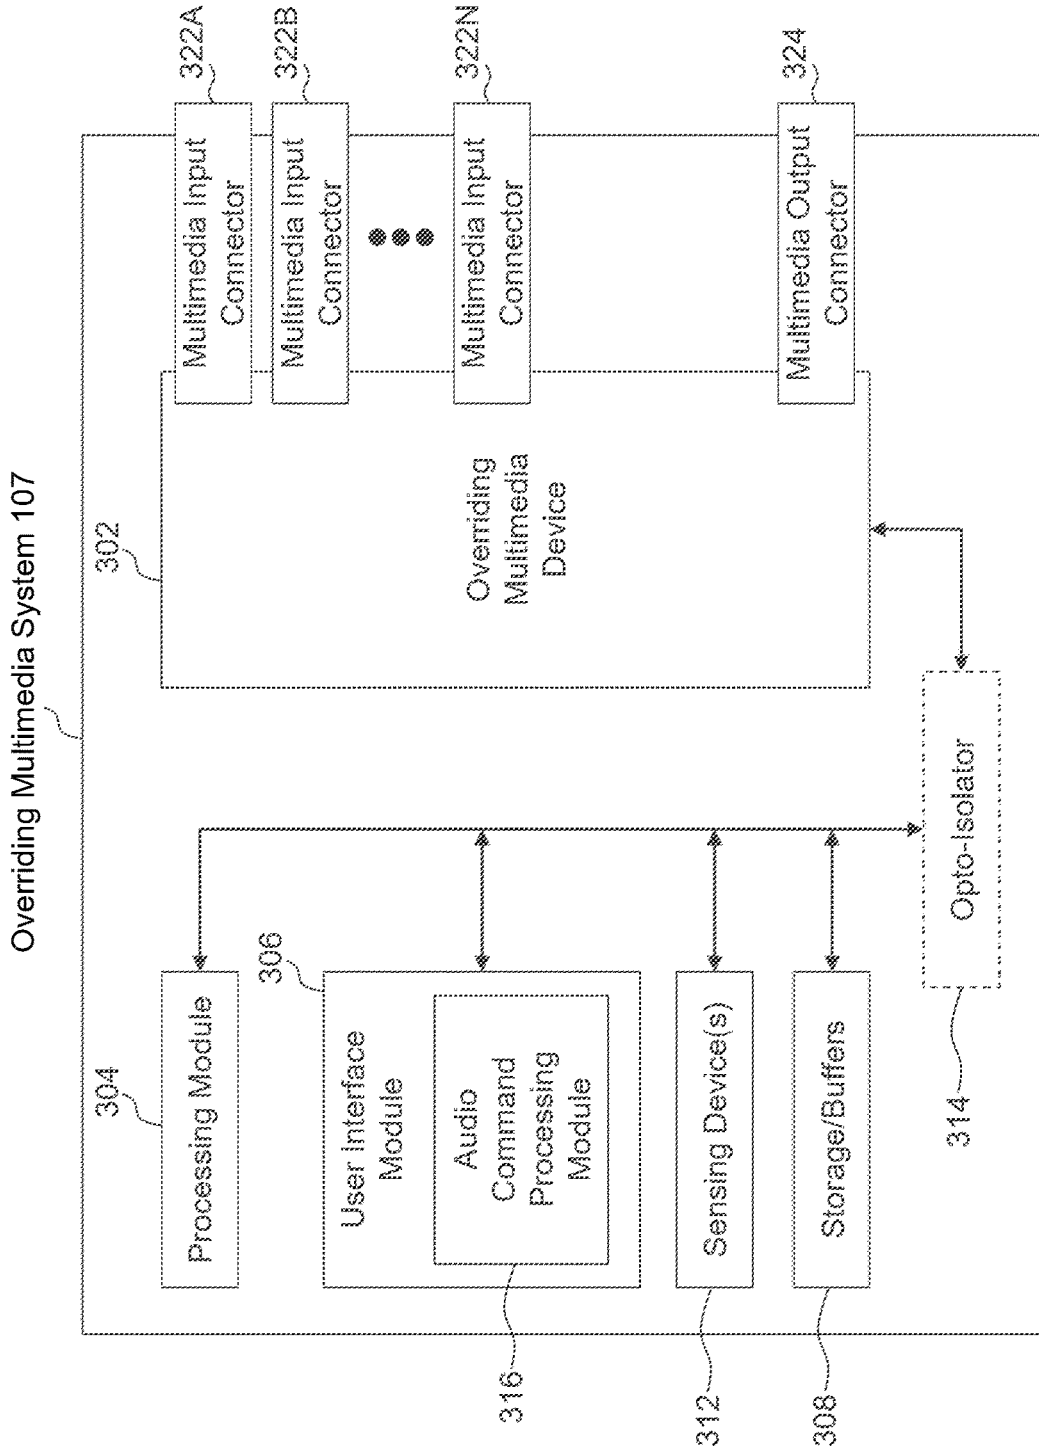 Overriding Multimedia System 107
304
Processing Module
306
User Interface
Module
Audio
Command
Processing
Module
316
Sensing Device(s)
312
Storage/Buffers
308
Opto-Isolator
314
302
Overriding
Multimedia
Device
Multimedia Input
Connector
322A
Multimedia Input
Connector
322B
Multimedia Input
Connector
322N
Multimedia Output
Connector
324